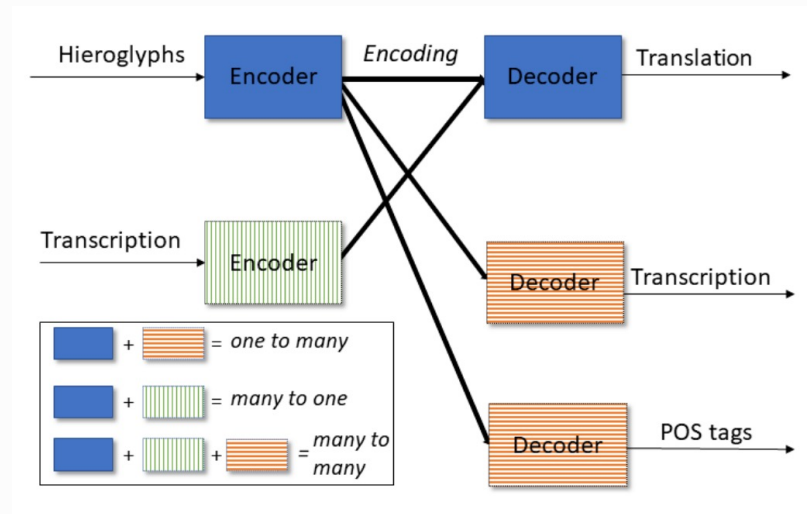 Hieroglyphs
Encoder
Encoding
Decoder
Translation
Transcription
Encoder
Decoder
Transcription
+ = one to many
+ = many to one
+ + = many to
many
Decoder
POS tags